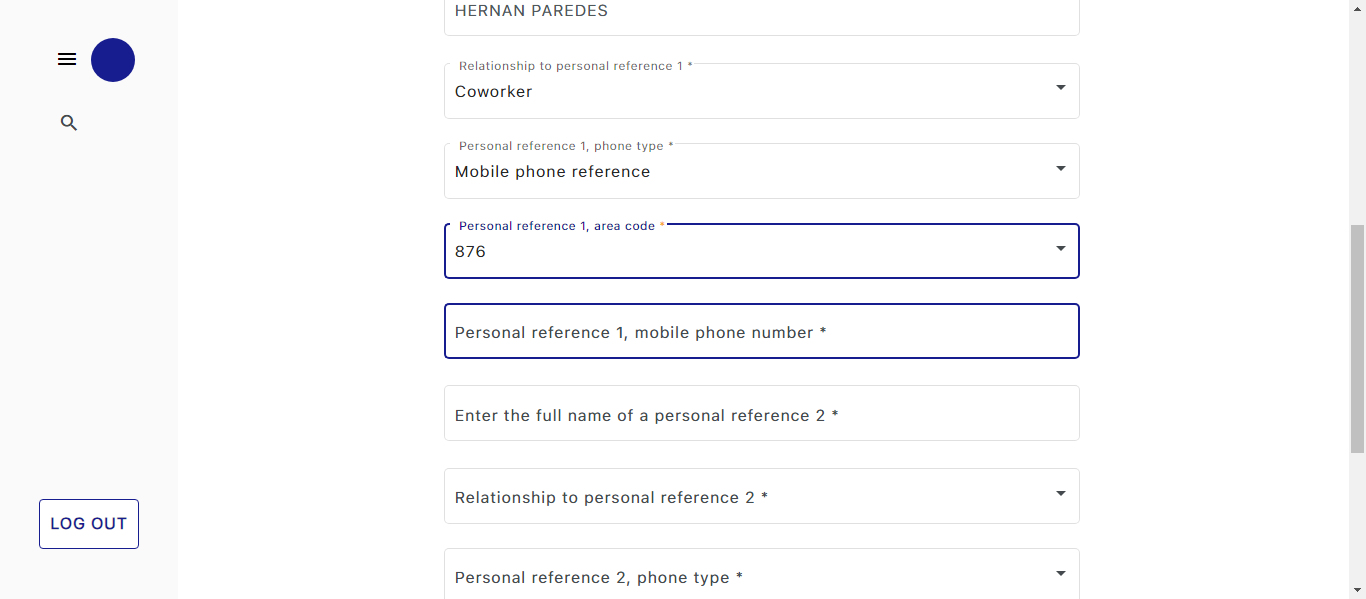 HERNAN PAREDES
Relationship to personal reference 1 *
Coworker
Personal reference 1, phone type *
Mobile phone reference
Personal reference 1, area code *
876
Personal reference 1, mobile phone number *
Enter the full name of a personal reference 2 *
Relationship to personal reference 2 *
Personal reference 2, phone type *
LOG OUT